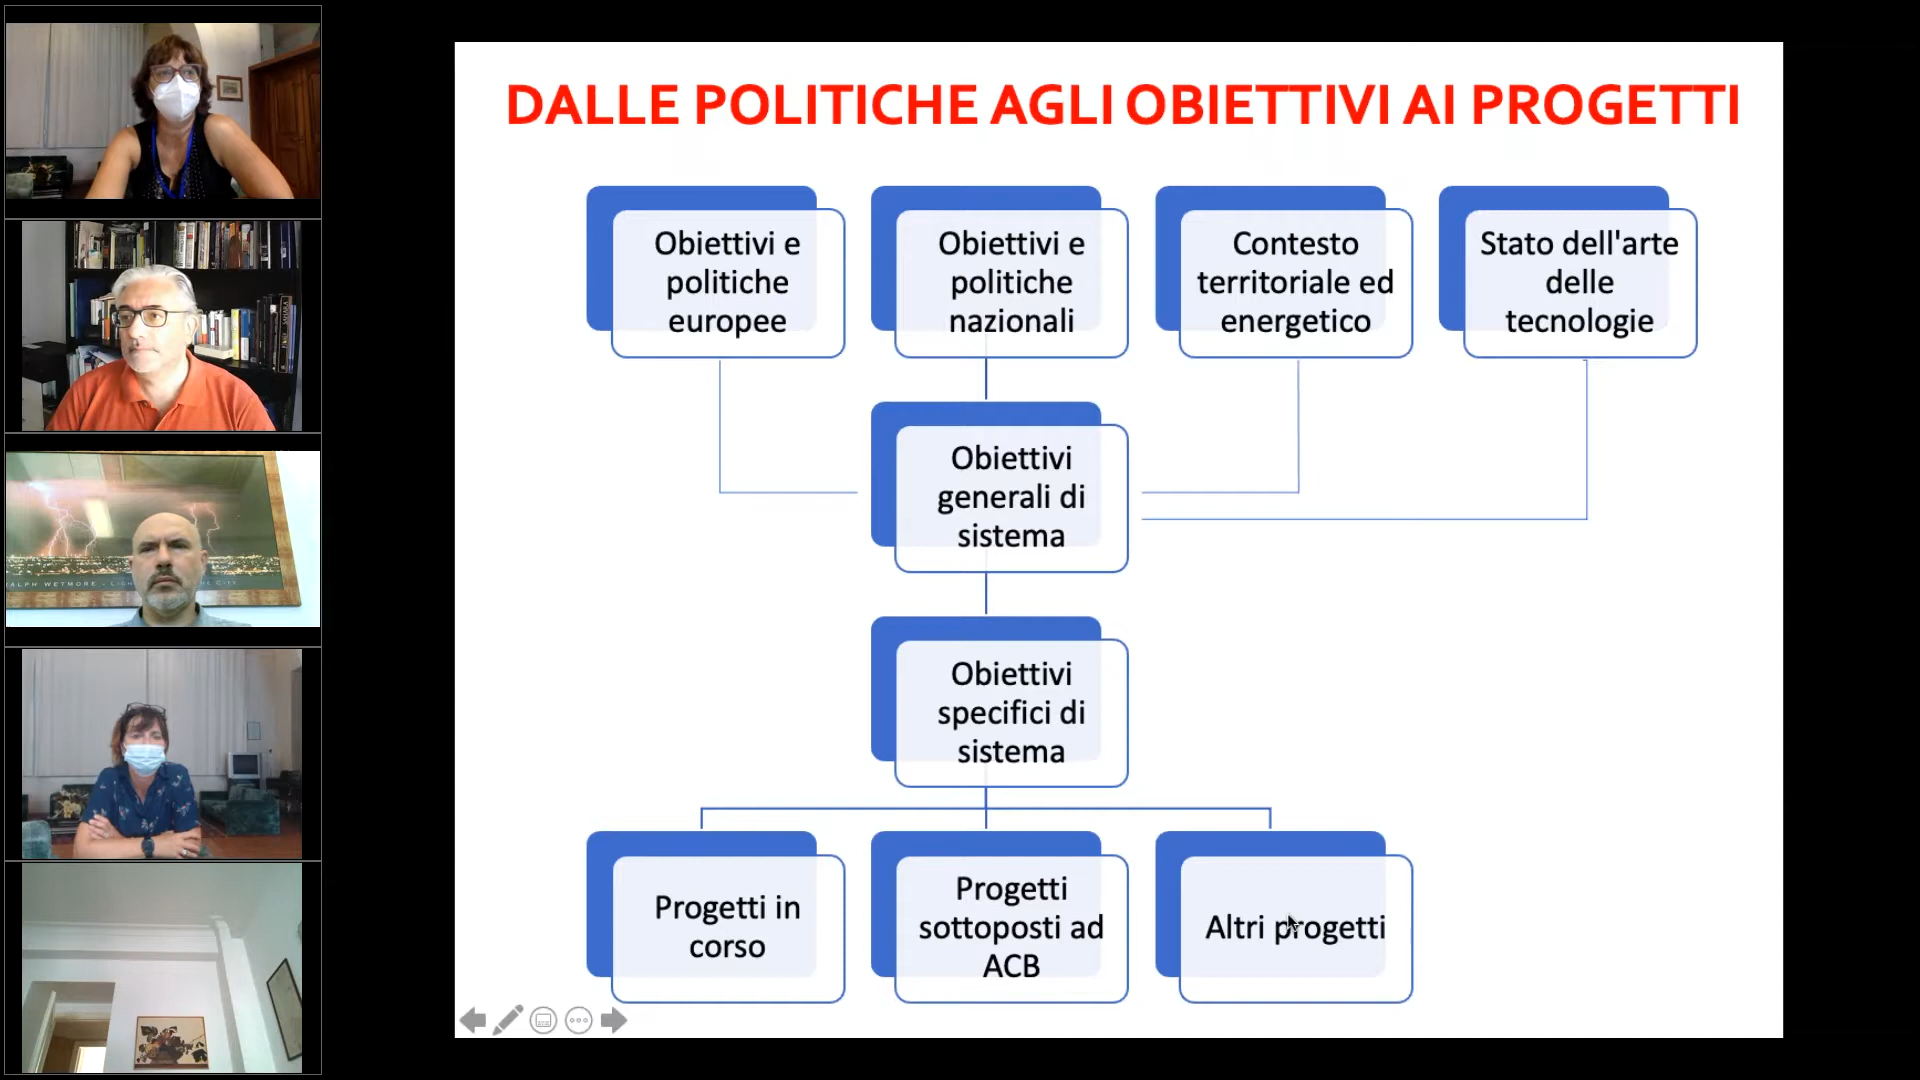 DALLE POLITICHE AGLI OBIETTIVI AI PROGETTI
Obiettivi e
politiche
europee
Obiettivi e
politiche
nazionali
Contesto
territoriale ed
energetico
Stato dell'arte
delle
tecnologie
Obiettivi
generali di
sistema
Obiettivi
specifici di
sistema
Progetti in
corso
Progetti
sottoposti ad
ACB
Altri progetti
WETMORE